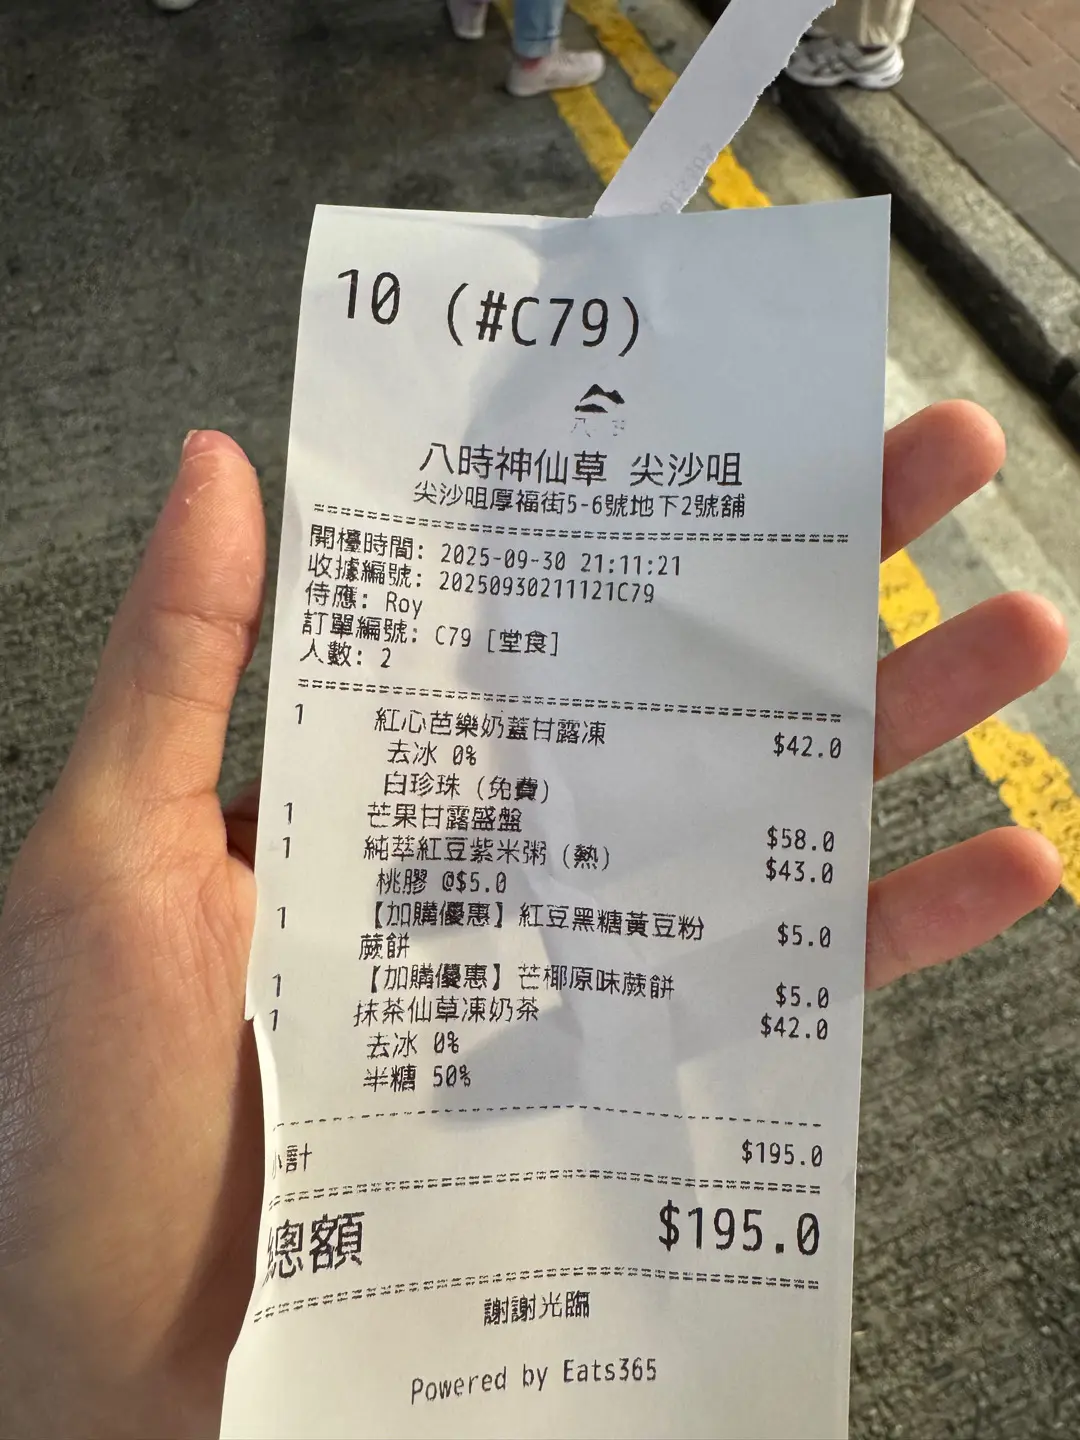 10 (#C79)
八時神仙草 尖沙咀
尖沙咀厚福街5-6號地下2號舖
開檯時間: 2025-09-30 21:11:21
收據編號: 20250930211121C79
侍應: Roy
訂單編號: C79 [堂食]
人數: 2
1 紅心芭樂奶蓋甘露凍 $42.0
去冰 0%
白珍珠 (免費)
1 芒果甘露盛盤 $58.0
1 純萃紅豆紫米粥 (熱) $43.0
桃膠 @$5.0
1 【加購優惠】紅豆黑糖黃豆粉 $5.0
蕨餅
1 【加購優惠】芒椰原味蕨餅 $5.0
1 抹茶仙草凍奶茶 $42.0
去冰 0%
半糖 50%
小計 $195.0
總額 $195.0
謝謝光臨
Powered by Eats365